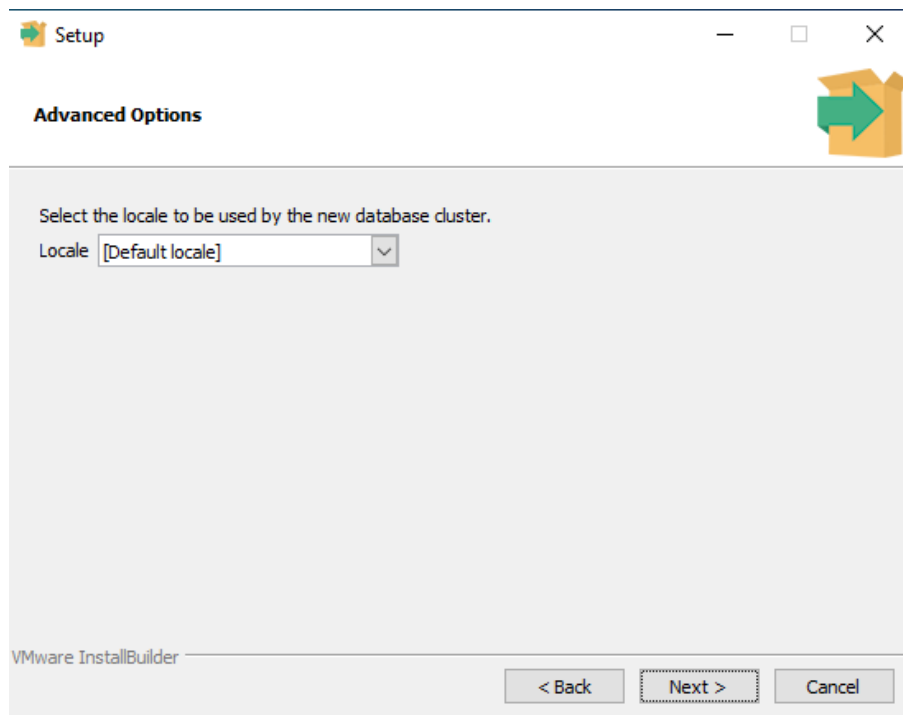 Setup
Advanced Options
Select the locale to be used by the new database cluster.
Locale [Default locale]
VMware InstallBuilder
< Back Next > Cancel